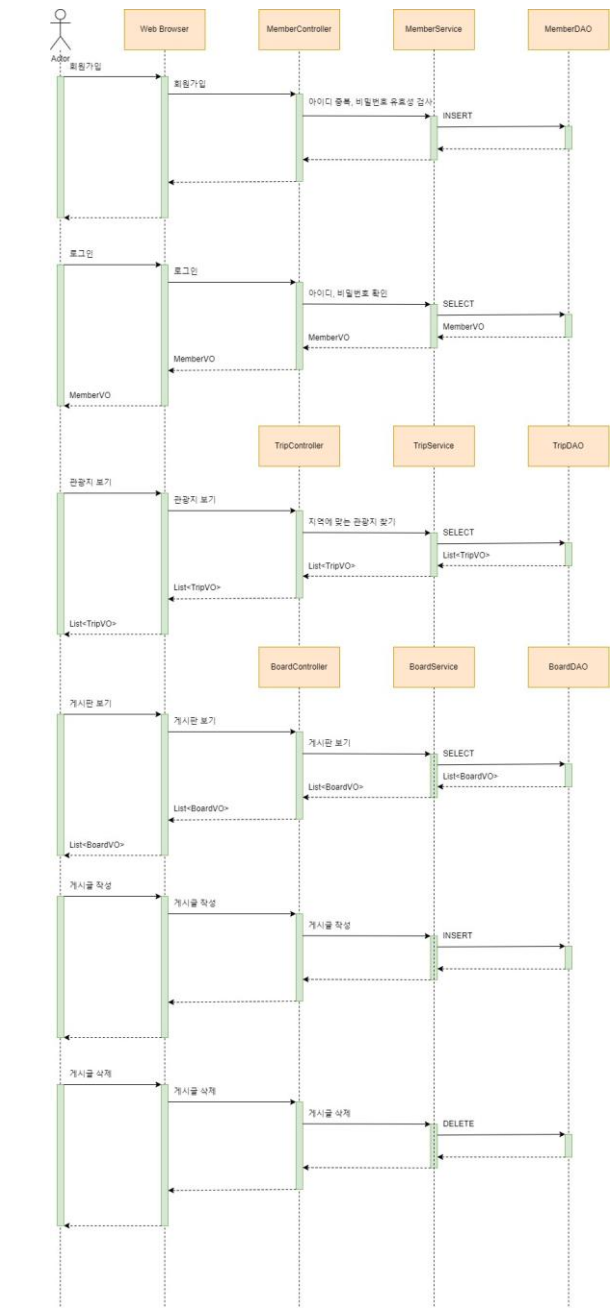 Web Browser
MemberController
MemberService
MemberDAO
Actor
회원가입
회원가입
아이디 중복, 비밀번호 유효성 검사
INSERT
로그인
로그인
아이디, 비밀번호 확인
SELECT
MemberVO
MemberVO
MemberVO
MemberVO
TripController
TripService
TripDAO
관광지 보기
관광지 보기
지역에 맞는 관광지 찾기
SELECT
List<TripVO>
List<TripVO>
List<TripVO>
List<TripVO>
BoardController
BoardService
BoardDAO
게시판 보기
게시판 보기
게시판 보기
SELECT
List<BoardVO>
List<BoardVO>
List<BoardVO>
List<BoardVO>
게시글 작성
게시글 작성
게시글 작성
INSERT
게시글 삭제
게시글 삭제
게시글 삭제
DELETE